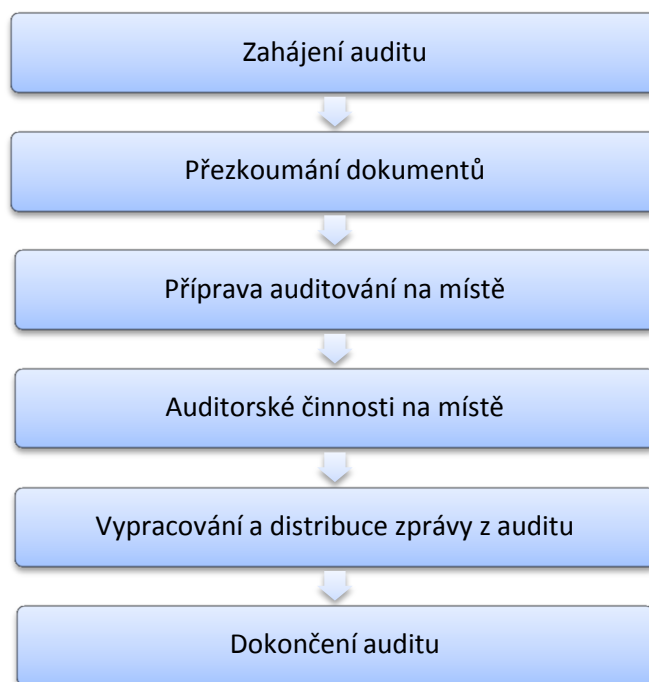 Zahájení auditu
Přezkoumání dokumentů
Příprava auditování na místě
Auditorské činnosti na místě
Vypracování a distribuce zprávy z auditu
Dokončení auditu